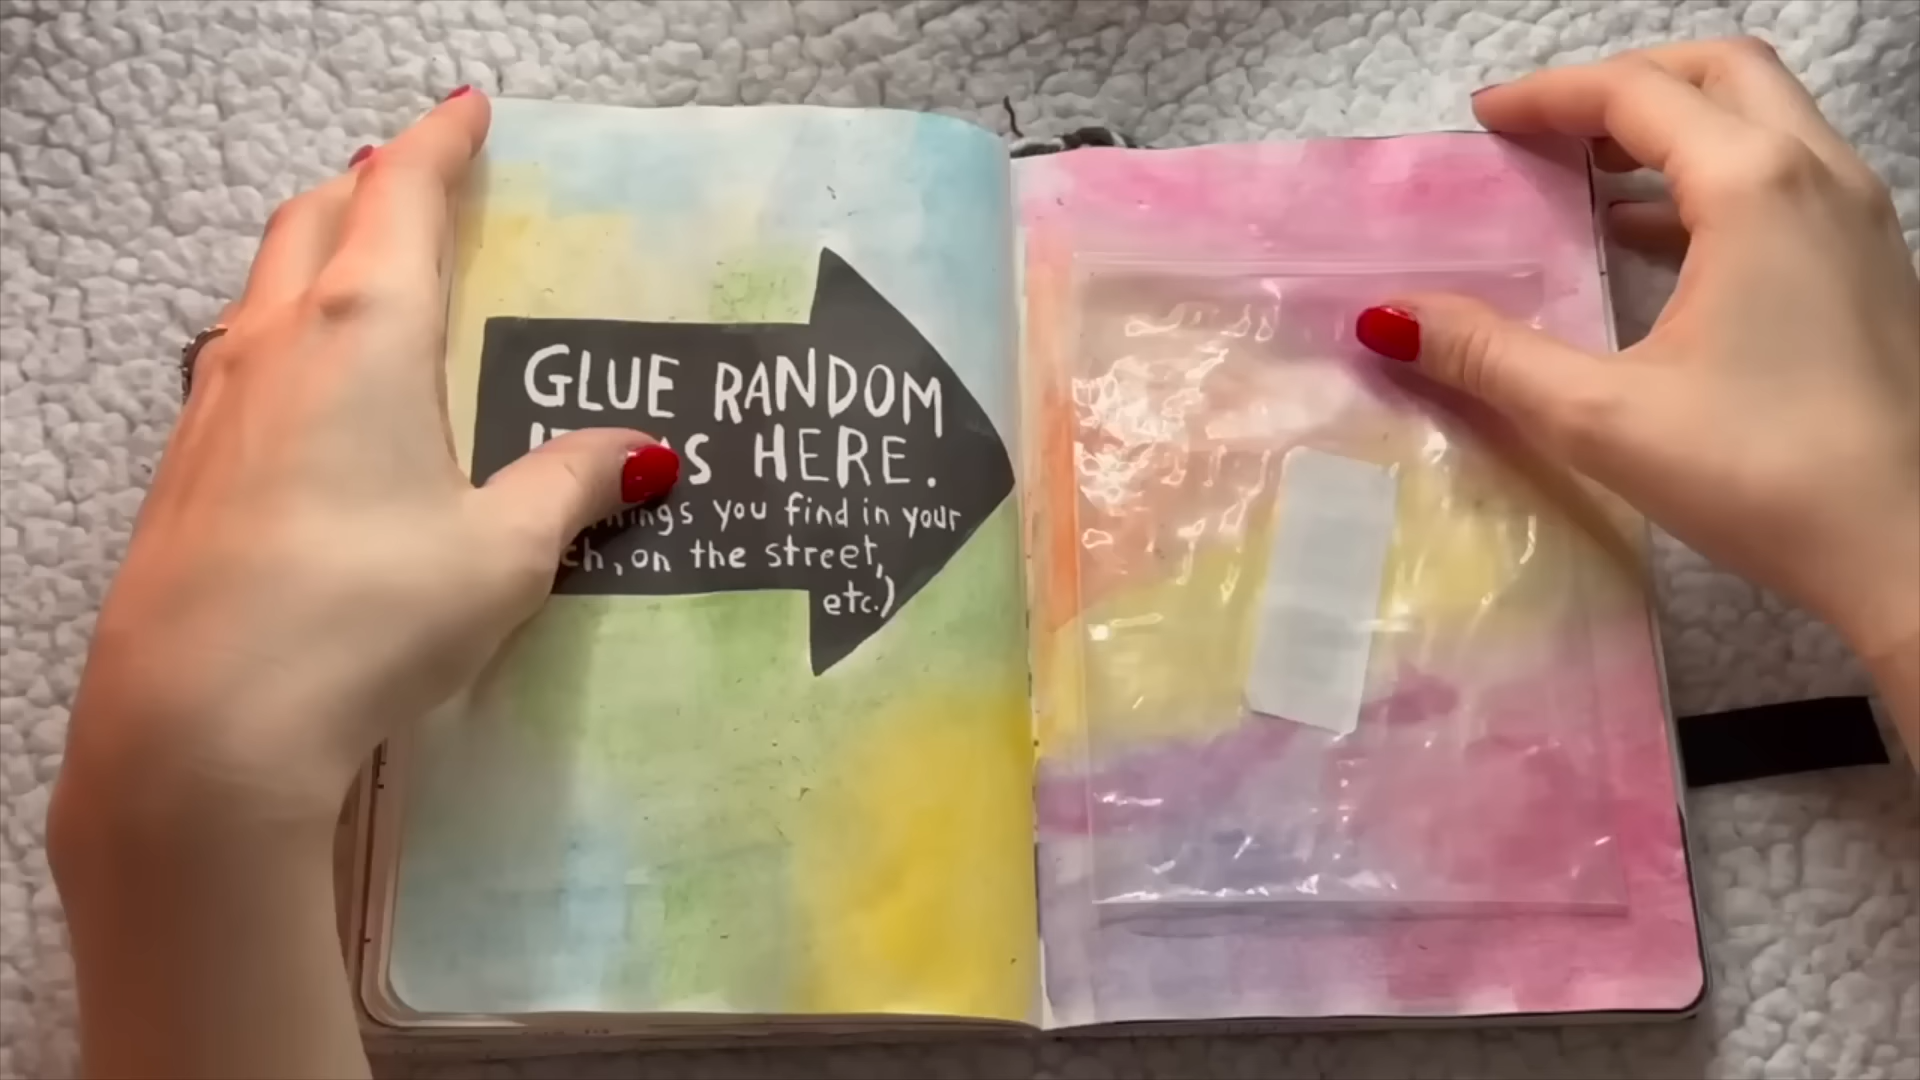 GLUE RANDOM
HERE.
you find in your
on the street,
etc.)